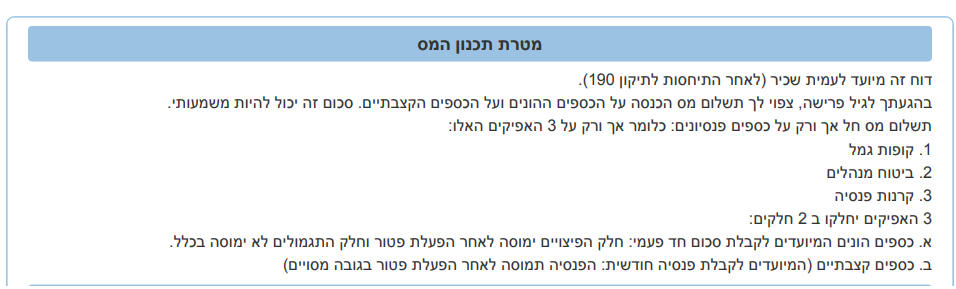 מטרת תכנון המס
דוח זה מיועד לעמית שכיר (לאחר התיחסות לתיקון 190).
בהגעתך לגיל פרישה, צפוי לך תשלום מס הכנסה על הכספים ההונים ועל הכספים הקצבתיים. סכום זה יכול להיות משמעותי.
תשלום מס חל אך ורק על כספים פנסיונים: כלומר אך ורק על 3 האפיקים האלו:
1. קופות גמל
2. ביטוח מנהלים
3. קרנות פנסיה
3 האפיקים יחלקו ב 2 חלקים:
א. כספים הונים המיועדים לקבלת סכום חד פעמי: חלק הפיצויים ימוסה לאחר הפעלת פטור וחלק התגמולים לא ימוסה בכלל.
ב. כספים קצבתיים (המיועדים לקבלת פנסיה חודשית: הפנסיה תמוסה לאחר הפעלת פטור בגובה מסויים)